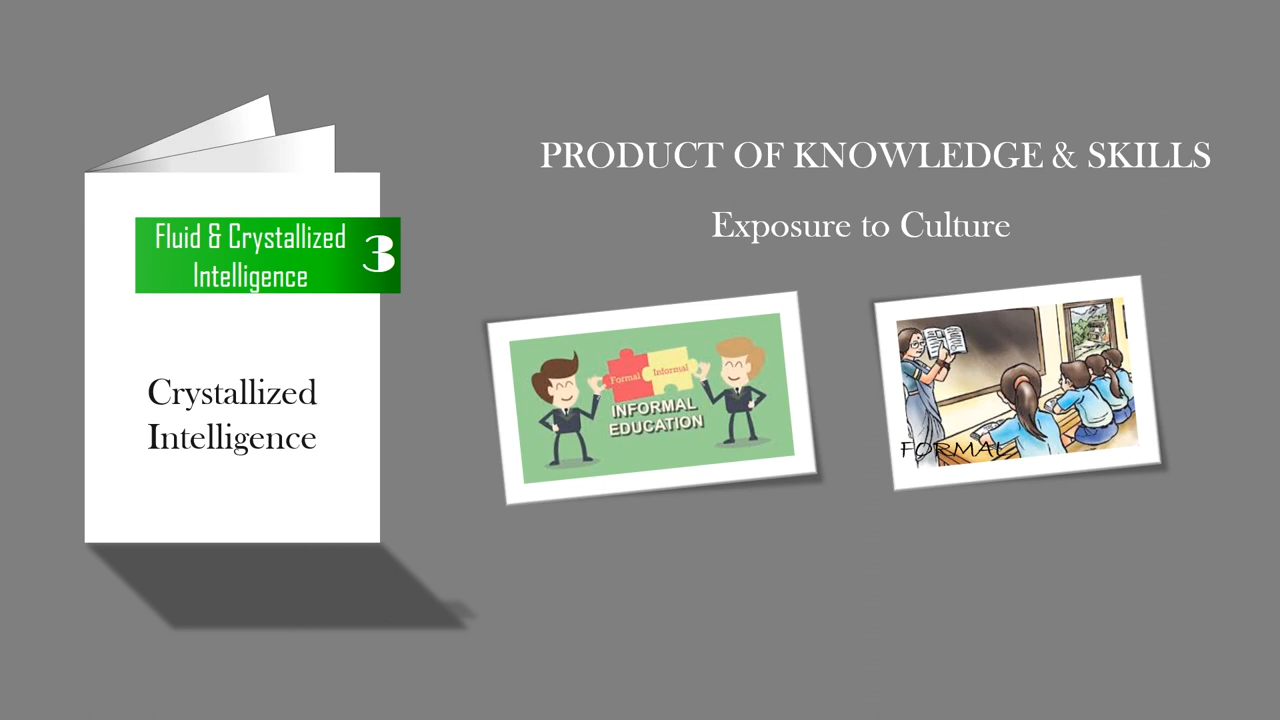 Fluid & Crystallized
Intelligence
3
Crystallized
Intelligence
PRODUCT OF KNOWLEDGE & SKILLS
Exposure to Culture
Formal Informal
INFORMAL
EDUCATION
FORMAL